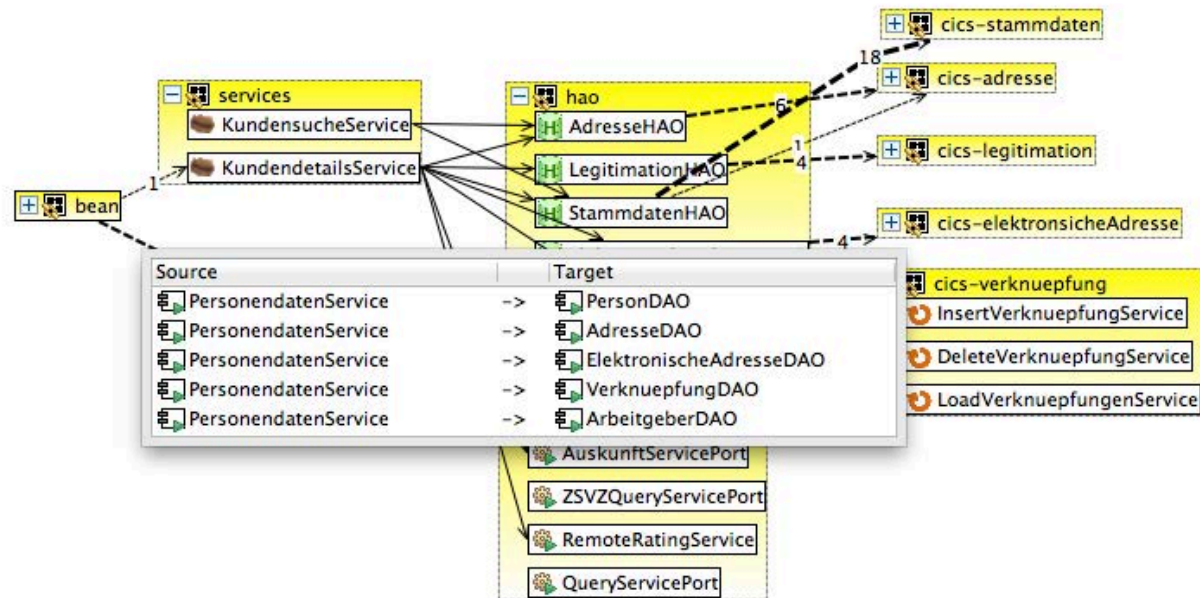 cics-stammdaten
18
services
hao
6
cics-adresse
KundensucheService
AdresseHAO
1
cics-legitimation
KundendetailsService
LegitimationHAO
4
1
bean
StammdatenHAO
4
cics-elektronsicheAdresse
Source Target
PersonendatenService -> PersonDAO
PersonendatenService -> AdresseDAO
PersonendatenService -> ElektronischeAdresseDAO
PersonendatenService -> VerknuepfungDAO
PersonendatenService -> ArbeitgeberDAO
cics-verknuepfung
InsertVerknuepfungService
DeleteVerknuepfungService
LoadVerknuepfungenService
AuskunftServicePort
ZSVZQueryServicePort
RemoteRatingService
QueryServicePort